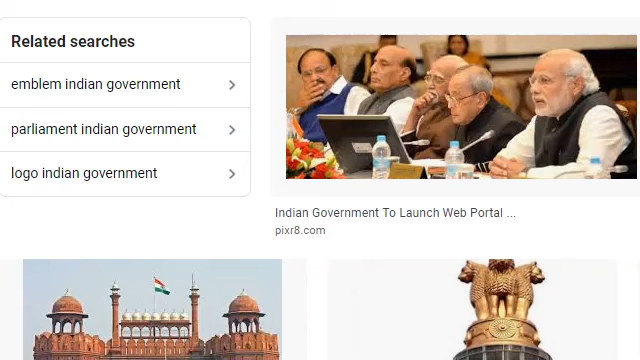 Related searches
emblem indian government
parliament indian government
logo indian government
Indian Government To Launch Web Portal ...
pixr8.com